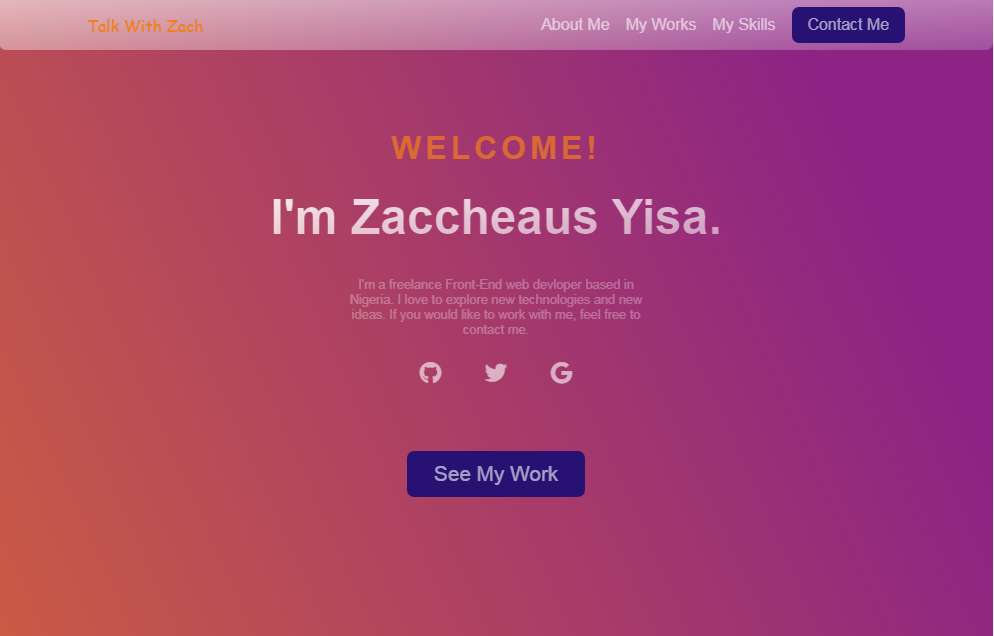 Talk With Zach
About Me My Works My Skills Contact Me
WELCOME!
I'm Zaccheaus Yisa.
I'm a freelance Front-End web devloper based in
Nigeria. I love to explore new technologies and new
ideas. If you would like to work with me, feel free to
contact me.
See My Work